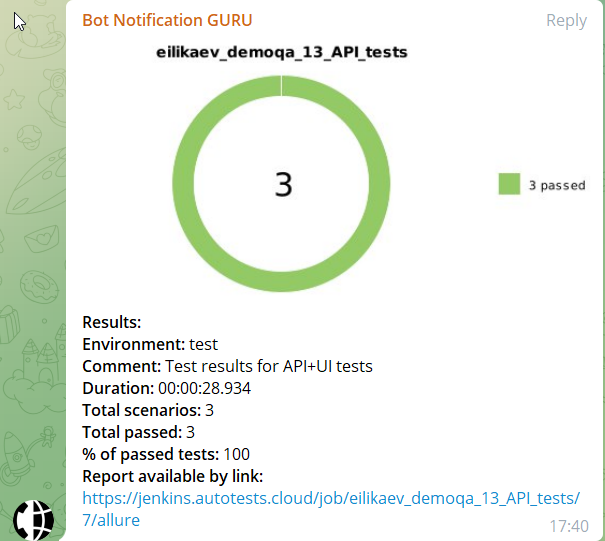 Bot Notification GURU Reply
eilikaev_demoqa_13_API_tests
3
3 passed
Results:
Environment: test
Comment: Test results for API+UI tests
Duration: 00:00:28.934
Total scenarios: 3
Total passed: 3
% of passed tests: 100
Report available by link:
https://jenkins.autotests.cloud/job/eilikaev_demoqa_13_API_tests/
7/allure
17:40